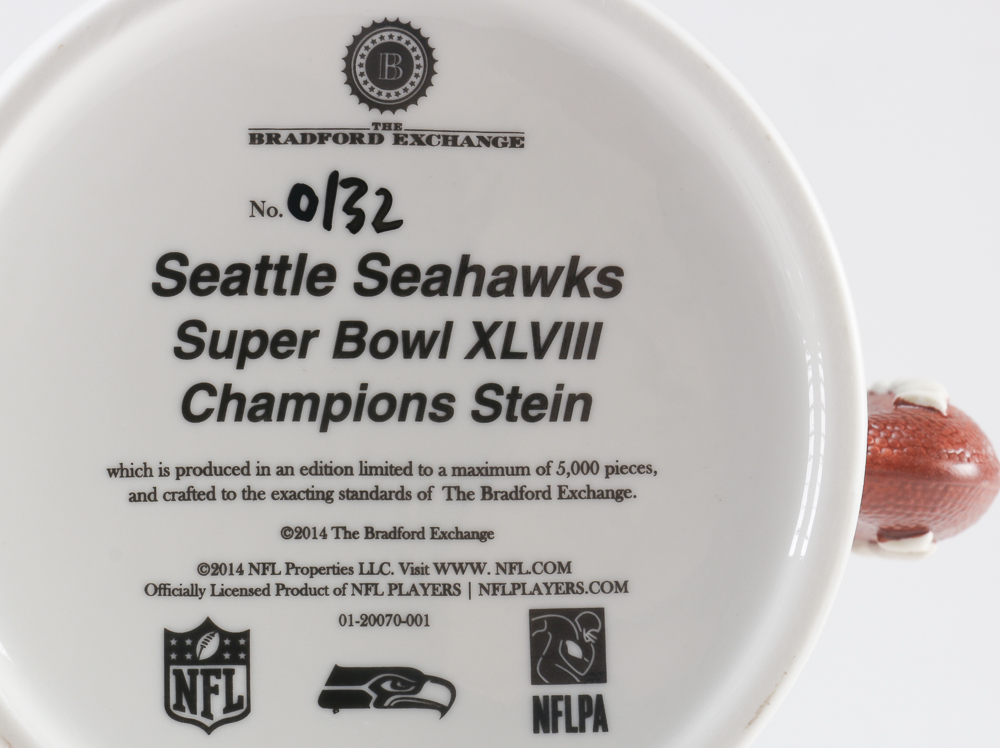 B
THE
BRADFORD EXCHANGE
No. 0132
Seattle Seahawks
Super Bowl XLVIII
Champions Stein
which is produced in an edition limited to a maximum of 5,000 pieces,
and crafted to the exacting standards of The Bradford Exchange.
©2014 The Bradford Exchange
©2014 NFL Properties LLC. Visit WWW. NFL.COM
Officially Licensed Product of NFL PLAYERS | NFLPLAYERS.COM
01-20070-001
NFL
NFLPA